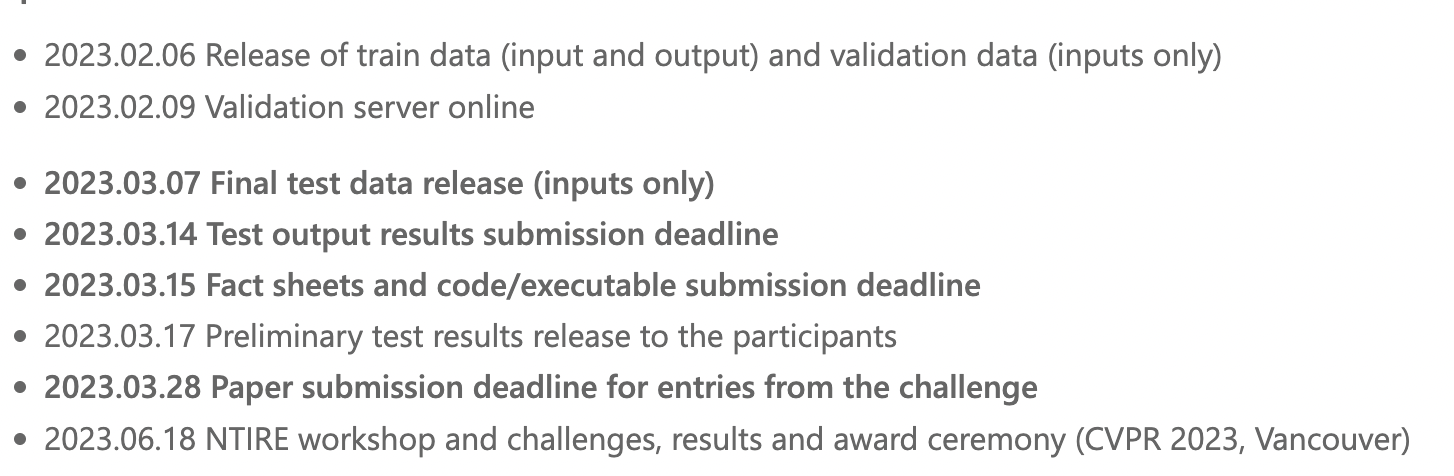 • 2023.02.06 Release of train data (input and output) and validation data (inputs only)
• 2023.02.09 Validation server online
• 2023.03.07 Final test data release (inputs only)
• 2023.03.14 Test output results submission deadline
• 2023.03.15 Fact sheets and code/executable submission deadline
• 2023.03.17 Preliminary test results release to the participants
• 2023.03.28 Paper submission deadline for entries from the challenge
• 2023.06.18 NTIRE workshop and challenges, results and award ceremony (CVPR 2023, Vancouver)